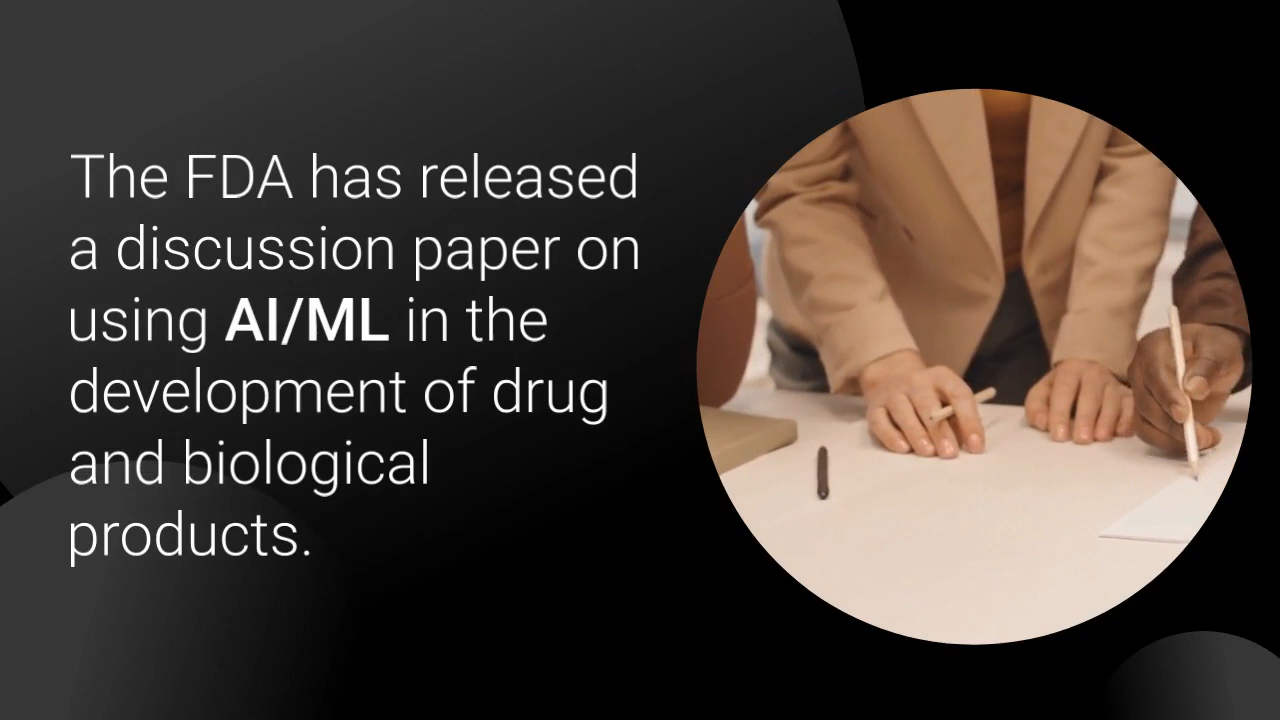 The FDA has released
a discussion paper on
using AI/ML in the
development of drug
and biological
products.